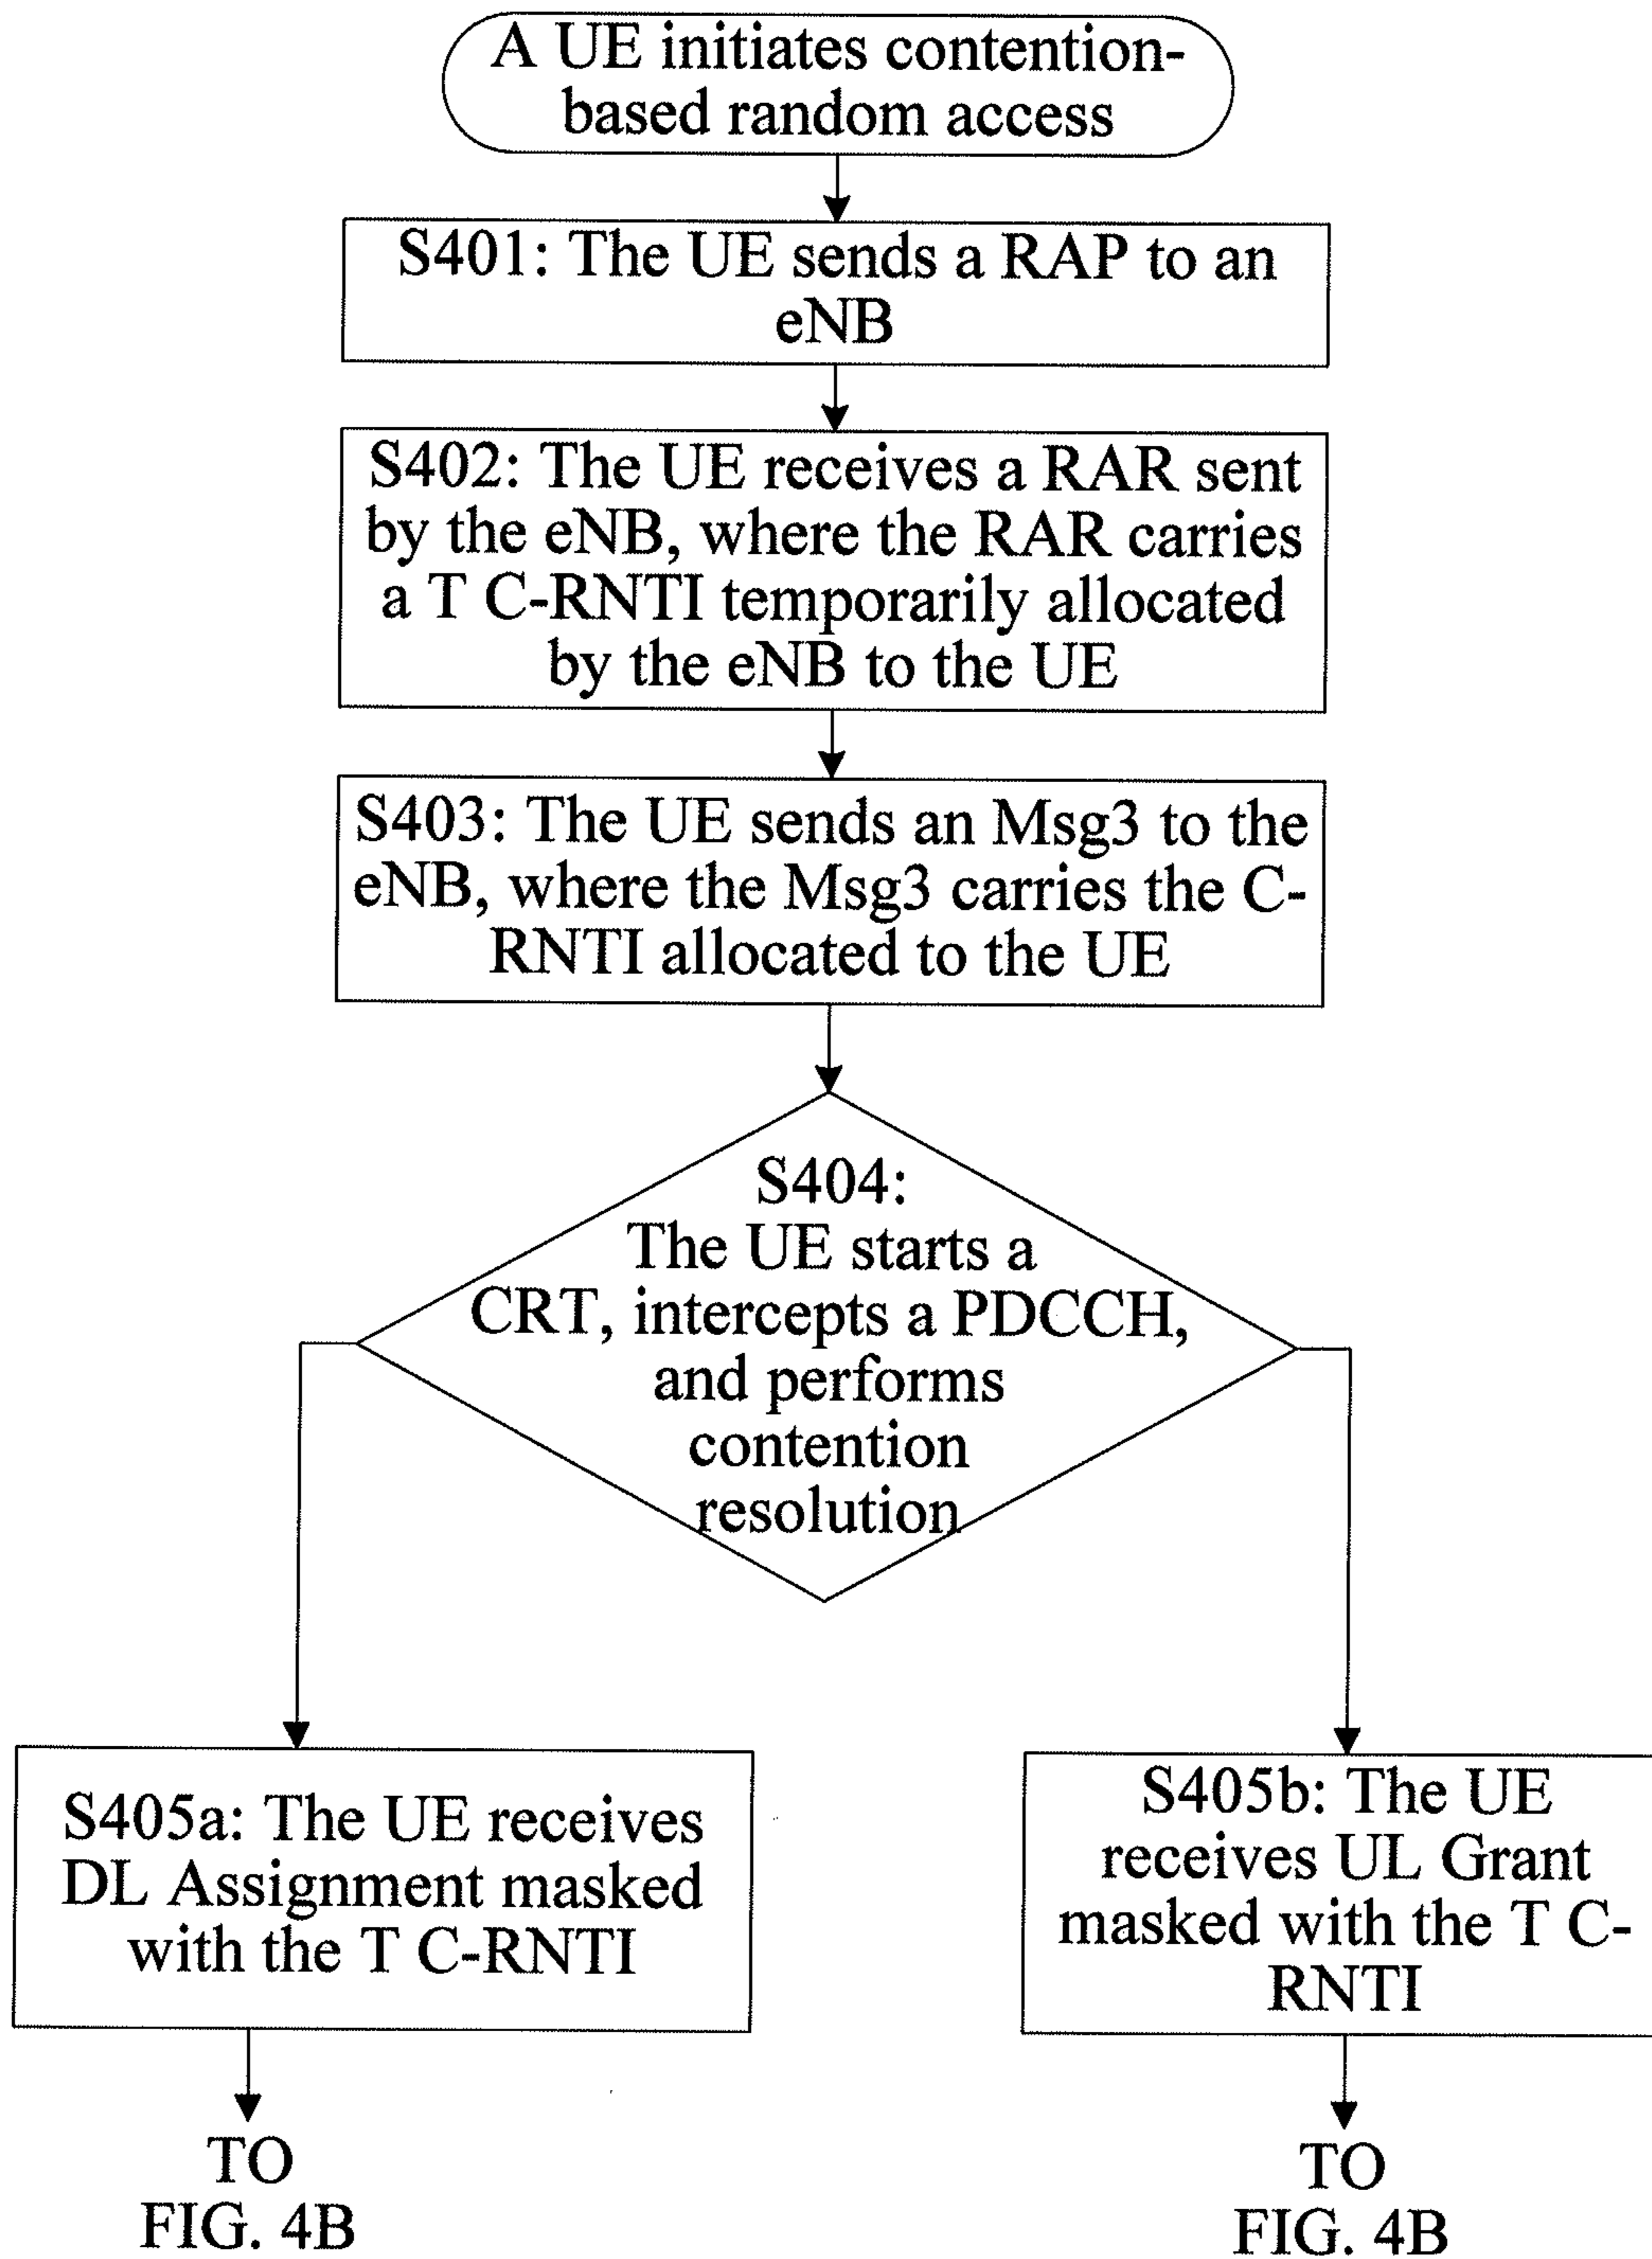 A UE initiates contention-
based random access
S401: The UE sends a RAP to an
eNB
S402: The UE receives a RAR sent
by the eNB, where the RAR carries
a T C-RNTI temporarily allocated
by the eNB to the UE
S403: The UE sends an Msg3 to the
eNB, where the Msg3 carries the C-
RNTI allocated to the UE
S404:
The UE starts a
CRT, intercepts a PDCCH,
and performs
contention
resolution
S405a: The UE receives
DL Assignment masked
with the T C-RNTI
S405b: The UE
receives UL Grant
masked with the T C-
RNTI
TO
FIG. 4B
TO
FIG. 4B